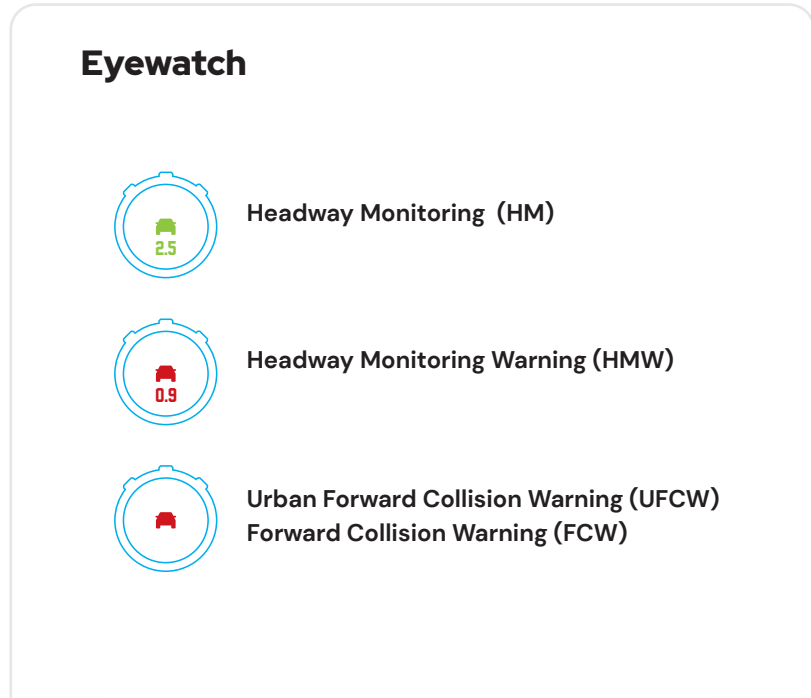 Eyewatch
2.5
Headway Monitoring (HM)
0.9
Headway Monitoring Warning (HMW)
Urban Forward Collision Warning (UFCW)
Forward Collision Warning (FCW)